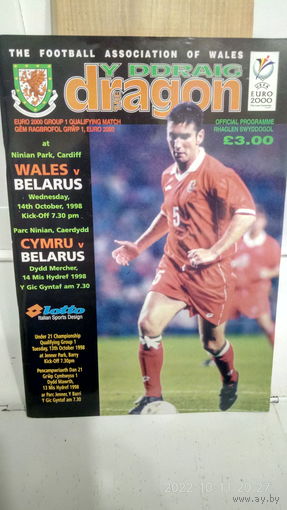 THE FOOTBALL ASSOCIATION OF WALES
Y DDRAIG
dragon
EURO 2000 GROUP 1 QUALIFYING MATCH
GÊM RAGBROFOL GRŴP 1, EURO 2000
EURO
2000
OFFICIAL PROGRAMME
RHAGLEN SWYDDOGOL
£3.00
at
Ninian Park, Cardiff
WALES v
BELARUS
Wednesday,
14th October, 1998
Kick-Off 7.30 pm
Parc Ninian, Caerdydd
CYMRU v
BELARUS
Dydd Mercher,
14 Mis Hydref 1998
Y Gic Gyntaf am 7.30
lotto
Italian Sports Design
Under 21 Championship
Qualifying Group 1
Tuesday, 13th October 1998
at Jenner Park, Barry
Kick-Off 7.30pm
Pencampwriaeth Dan 21
Grŵp Cymhwyso 1
Dydd Mawrth,
13 Mis Hydref 1998
ar Parc Jenner, Y Barri
Y Gic Gyntaf am 7.30
5
2022-10-11 20:27
ay.by